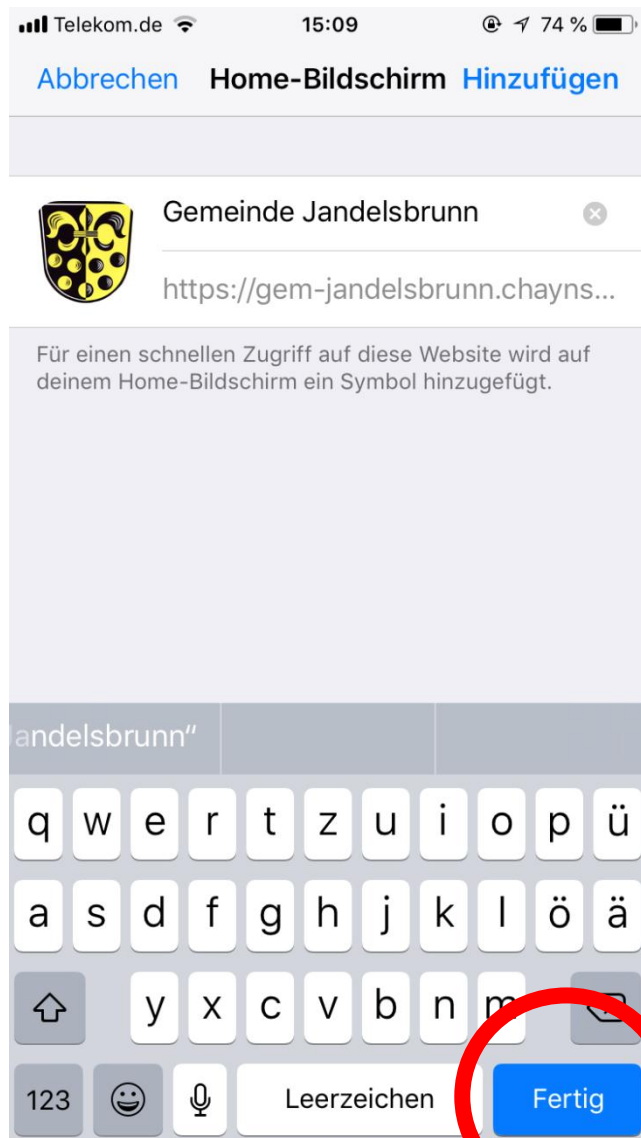 Telekom.de 15:09 74 %
Abbrechen Home-Bildschirm Hinzufügen
Gemeinde Jandelsbrunn
https://gem-jandelsbrunn.chayns...
Für einen schnellen Zugriff auf diese Website wird auf
deinem Home-Bildschirm ein Symbol hinzugefügt.
andelsbrunn“
q w e r t z u i o p ü
a s d f g h j k l ö ä
y x c v b n m
123 Leerzeichen Fertig